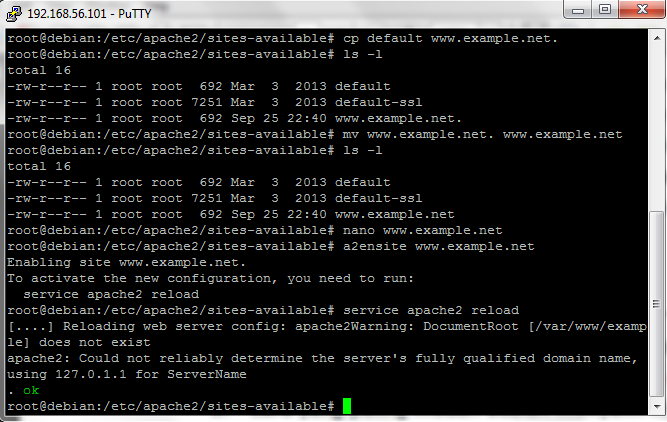 192.168.56.101 - PuTTY
root@debian:/etc/apache2/sites-available# cp default www.example.net.
root@debian:/etc/apache2/sites-available# ls -l
total 16
-rw-r--r-- 1 root root  692 Mar  3  2013 default
-rw-r--r-- 1 root root 7251 Mar  3  2013 default-ssl
-rw-r--r-- 1 root root  692 Sep 25 22:40 www.example.net.
root@debian:/etc/apache2/sites-available# mv www.example.net. www.example.net
root@debian:/etc/apache2/sites-available# ls -l
total 16
-rw-r--r-- 1 root root  692 Mar  3  2013 default
-rw-r--r-- 1 root root 7251 Mar  3  2013 default-ssl
-rw-r--r-- 1 root root  692 Sep 25 22:40 www.example.net
root@debian:/etc/apache2/sites-available# nano www.example.net
root@debian:/etc/apache2/sites-available# a2ensite www.example.net
Enabling site www.example.net.
To activate the new configuration, you need to run:
  service apache2 reload
root@debian:/etc/apache2/sites-available# service apache2 reload
[....] Reloading web server config: apache2Warning: DocumentRoot [/var/www/examp
le] does not exist
apache2: Could not reliably determine the server's fully qualified domain name,
using 127.0.1.1 for ServerName
. ok
root@debian:/etc/apache2/sites-available#